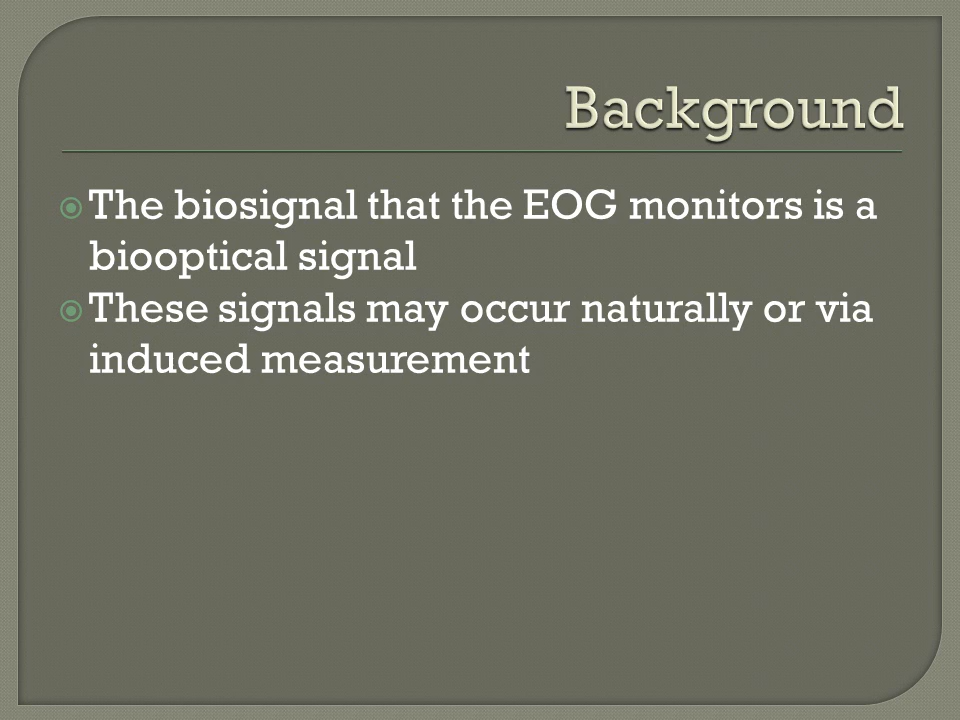 Background
The biosignal that the EOG monitors is a
biooptical signal
These signals may occur naturally or via
induced measurement